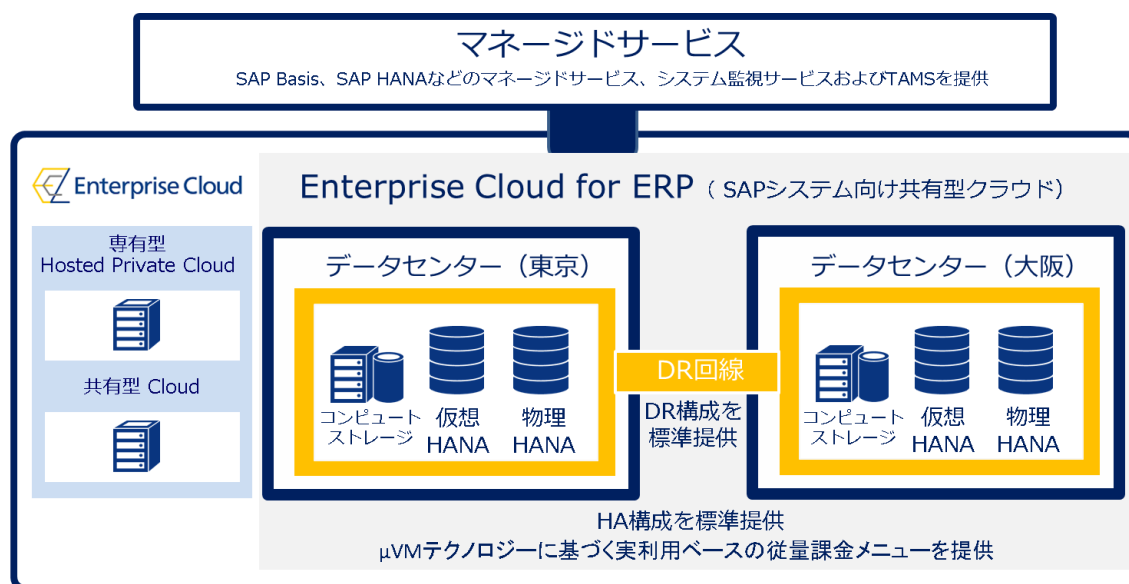 マネージドサービス
SAP Basis、SAP HANAなどのマネージドサービス、システム監視サービスおよびTAMSを提供
Enterprise Cloud
専有型
Hosted Private Cloud
共有型 Cloud
Enterprise Cloud for ERP ( SAPシステム向け共有型クラウド)
データセンター（東京）
コンピュート
ストレージ
仮想
HANA
物理
HANA
DR回線
DR構成を
標準提供
データセンター（大阪）
コンピュート
ストレージ
仮想
HANA
物理
HANA
HA構成を標準提供
μVMテクノロジーに基づく実利用ベースの従量課金メニューを提供